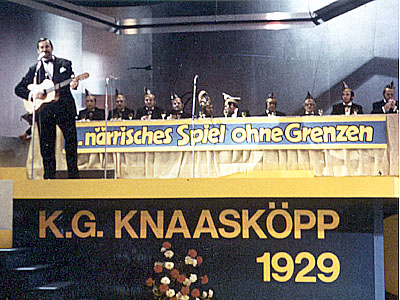 ... närrisches Spiel ohne Grenzen
K.G. KNAASKÖPP
1929